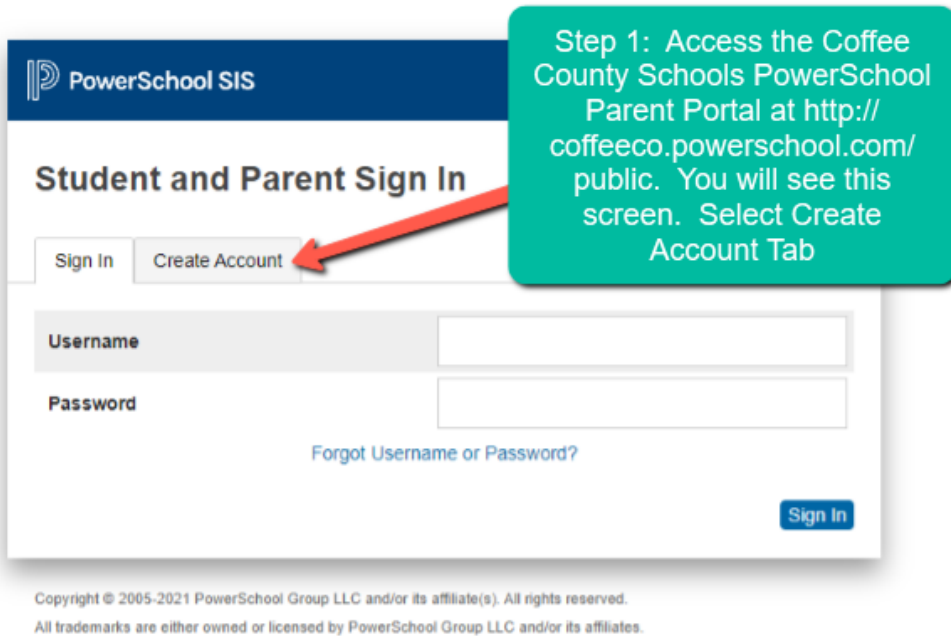 PowerSchool SIS
Step 1:  Access the Coffee
County Schools PowerSchool
Parent Portal at http://
coffeeco.powerschool.com/
public.  You will see this
screen.  Select Create
Account Tab
Student and Parent Sign In
Sign In
Create Account
Username
Password
Forgot Username or Password?
Sign In
Copyright © 2005-2021 PowerSchool Group LLC and/or its affiliate(s). All rights reserved.
All trademarks are either owned or licensed by PowerSchool Group LLC and/or its affiliates.